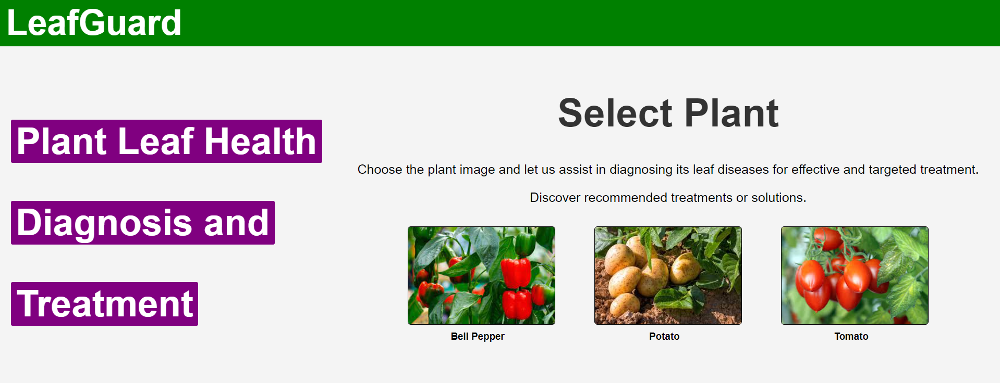 LeafGuard
Plant Leaf Health
Diagnosis and
Treatment
Select Plant
Choose the plant image and let us assist in diagnosing its leaf diseases for effective and targeted treatment.
Discover recommended treatments or solutions.
Bell Pepper
Potato
Tomato